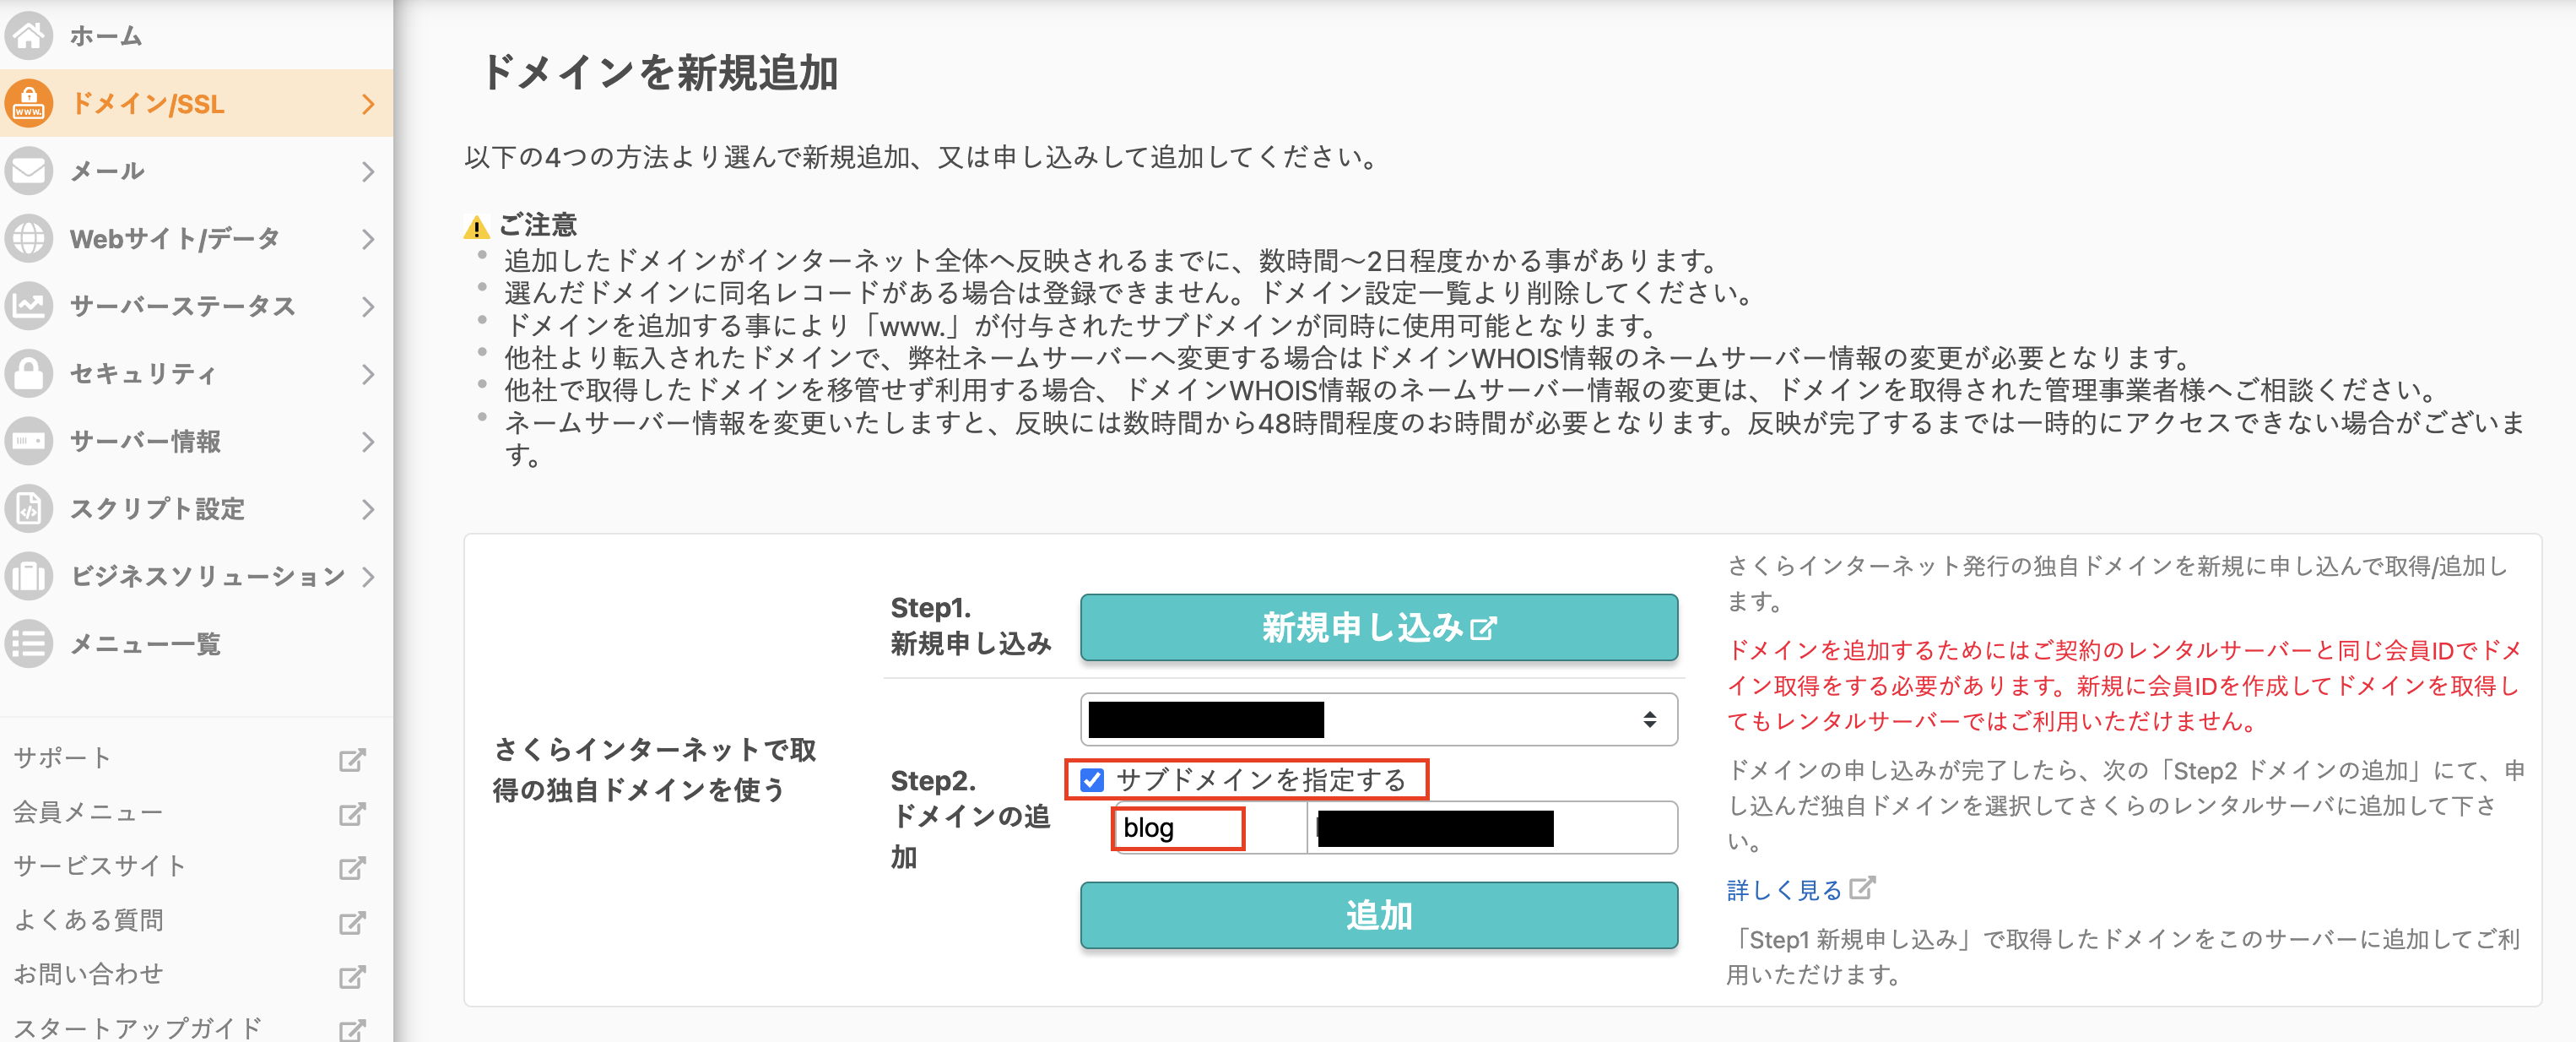 ホーム
ドメイン/SSL
メール
Webサイト/データ
サーバーステータス
セキュリティ
サーバー情報
スクリプト設定
ビジネスソリューション
メニュー一覧
サポート
会員メニュー
サービスサイト
よくある質問
お問い合わせ
スタートアップガイド
ドメインを新規追加
以下の4つの方法より選んで新規追加、又は申し込みして追加してください。
ご注意
追加したドメインがインターネット全体へ反映されるまでに、数時間〜2日程度かかる事があります。
選んだドメインに同名レコードがある場合は登録できません。ドメイン設定一覧より削除してください。
ドメインを追加する事により「www.」が付与されたサブドメインが同時に使用可能となります。
他社より転入されたドメインで、弊社ネームサーバーへ変更する場合はドメインWHOIS情報のネームサーバー情報の変更が必要となります。
他社で取得したドメインを移管せず利用する場合、ドメインWHOIS情報のネームサーバー情報の変更は、ドメインを取得された管理事業者様へご相談ください。
ネームサーバー情報を変更いたしますと、反映には数時間から48時間程度のお時間が必要となります。反映が完了するまでは一時的にアクセスできない場合がございま
す。
さくらインターネットで取
得の独自ドメインを使う
Step1.
新規申し込み
新規申し込み
Step2.
ドメインの追
加
サブドメインを指定する
blog
追加
さくらインターネット発行の独自ドメインを新規に申し込んで取得/追加し
ます。
ドメインを追加するためにはご契約のレンタルサーバーと同じ会員IDでドメ
イン取得をする必要があります。新規に会員IDを作成してドメインを取得し
てもレンタルサーバーではご利用いただけません。
ドメインの申し込みが完了したら、次の「Step2 ドメインの追加」にて、申
し込んだ独自ドメインを選択してさくらのレンタルサーバに追加して下さ
い。
詳しく見る
「Step1 新規申し込み」で取得したドメインをこのサーバーに追加してご利
用いただけます。